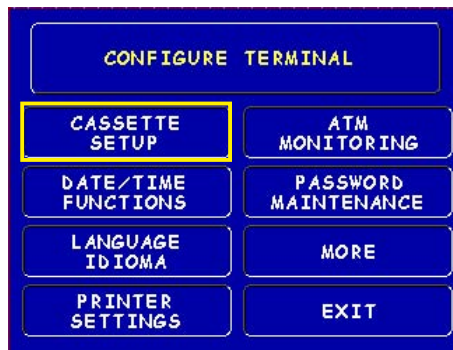 CONFIGURE TERMINAL
CASSETTE
SETUP
ATM
MONITORING
DATE/TIME
FUNCTIONS
PASSWORD
MAINTENANCE
LANGUAGE
IDIOMA
MORE
PRINTER
SETTINGS
EXIT